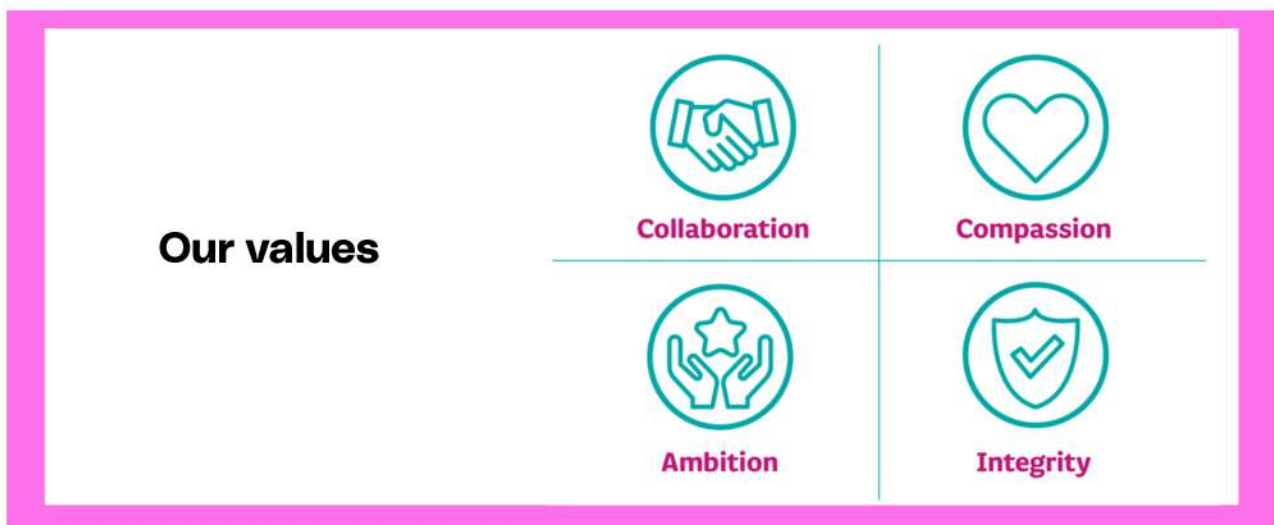 Our values
Collaboration
Compassion
Ambition
Integrity